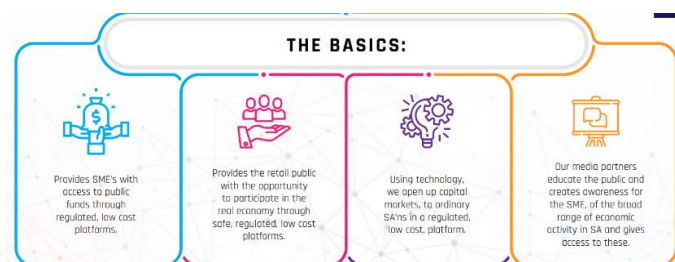 THE BASICS:
Provides SME's with
access to public
funds through
regulated, low cost
platforms.
Provides the retail public
with the opportunity
to participate in the
real economy through
safe, regulated, low cost
platforms.
Using technology,
we open up capital
markets, to ordinary
SA'ns in a regulated,
low cost, platform.
Our media partners
educate the public and
creates awareness for
the SME, of the broad
range of economic
activity in SA and gives
access to these.